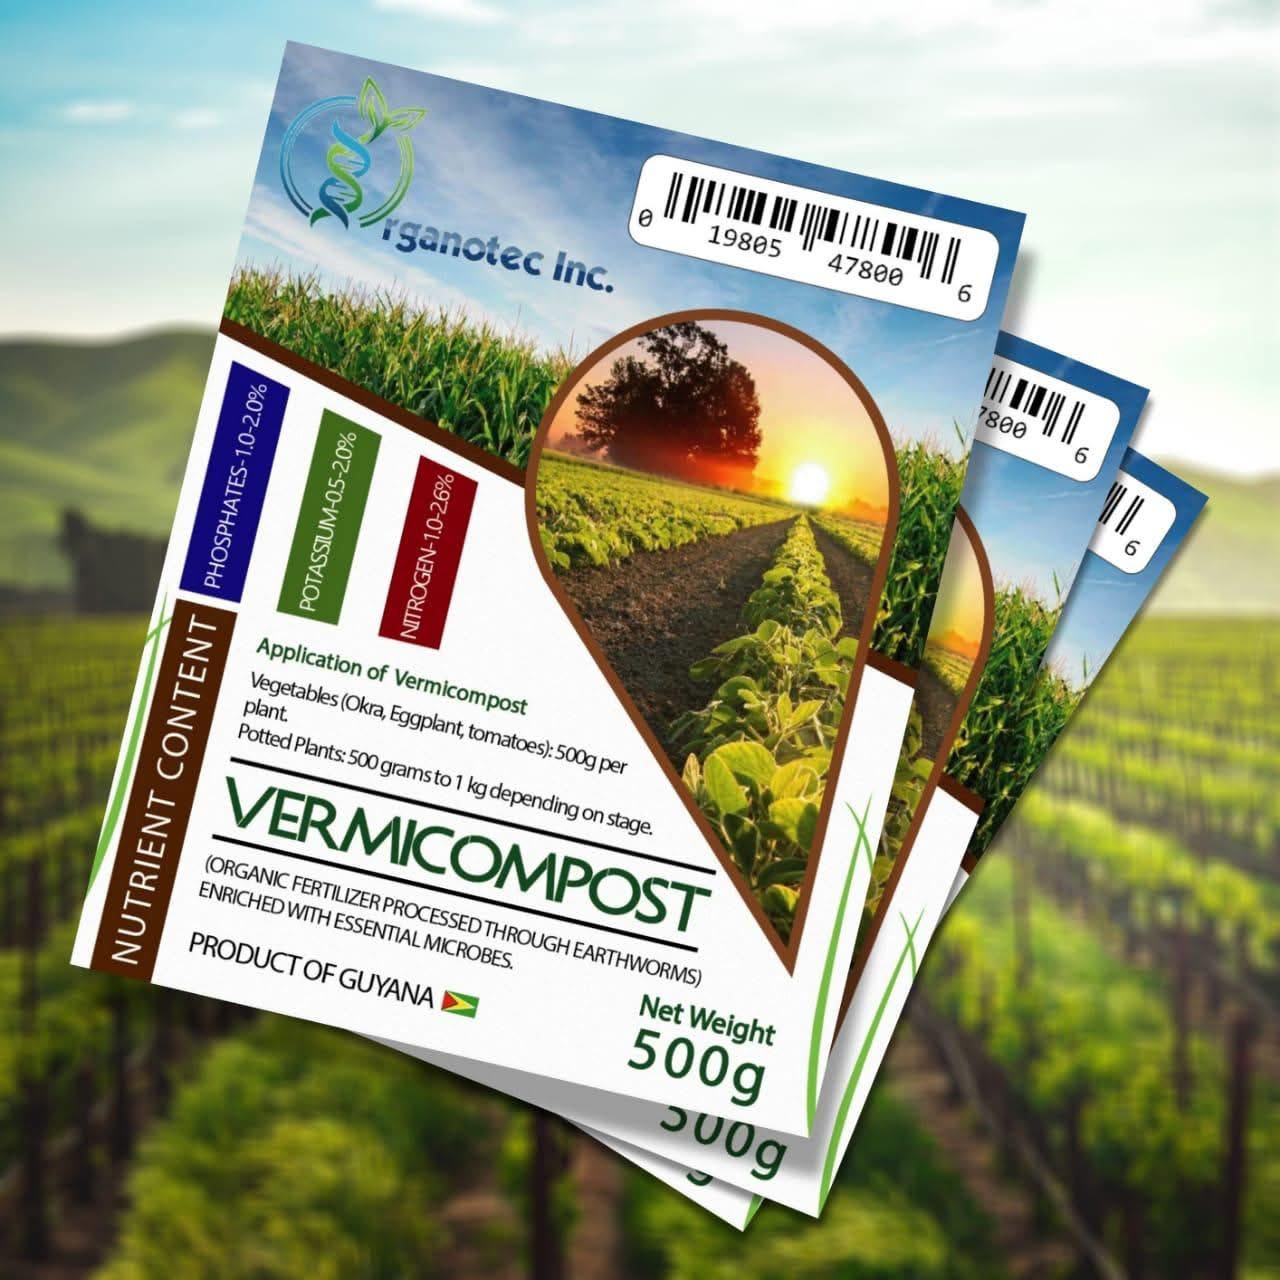 rganotec Inc.
0 19805 47800 6
PHOSPHATES-1.0-2.0%
POTASSIUM-0.5-2.0%
NITROGEN-1.0-2.6%
NUTRIENT CONTENT
Application of Vermicompost
Vegetables (Okra, Eggplant, tomatoes): 500g per
plant.
Potted Plants: 500 grams to 1 kg depending on stage.
VERMICOMPOST
(ORGANIC FERTILIZER PROCESSED THROUGH EARTHWORMS)
ENRICHED WITH ESSENTIAL MICROBES.
PRODUCT OF GUYANA
Net Weight
500g
7800 6
6
500g
g